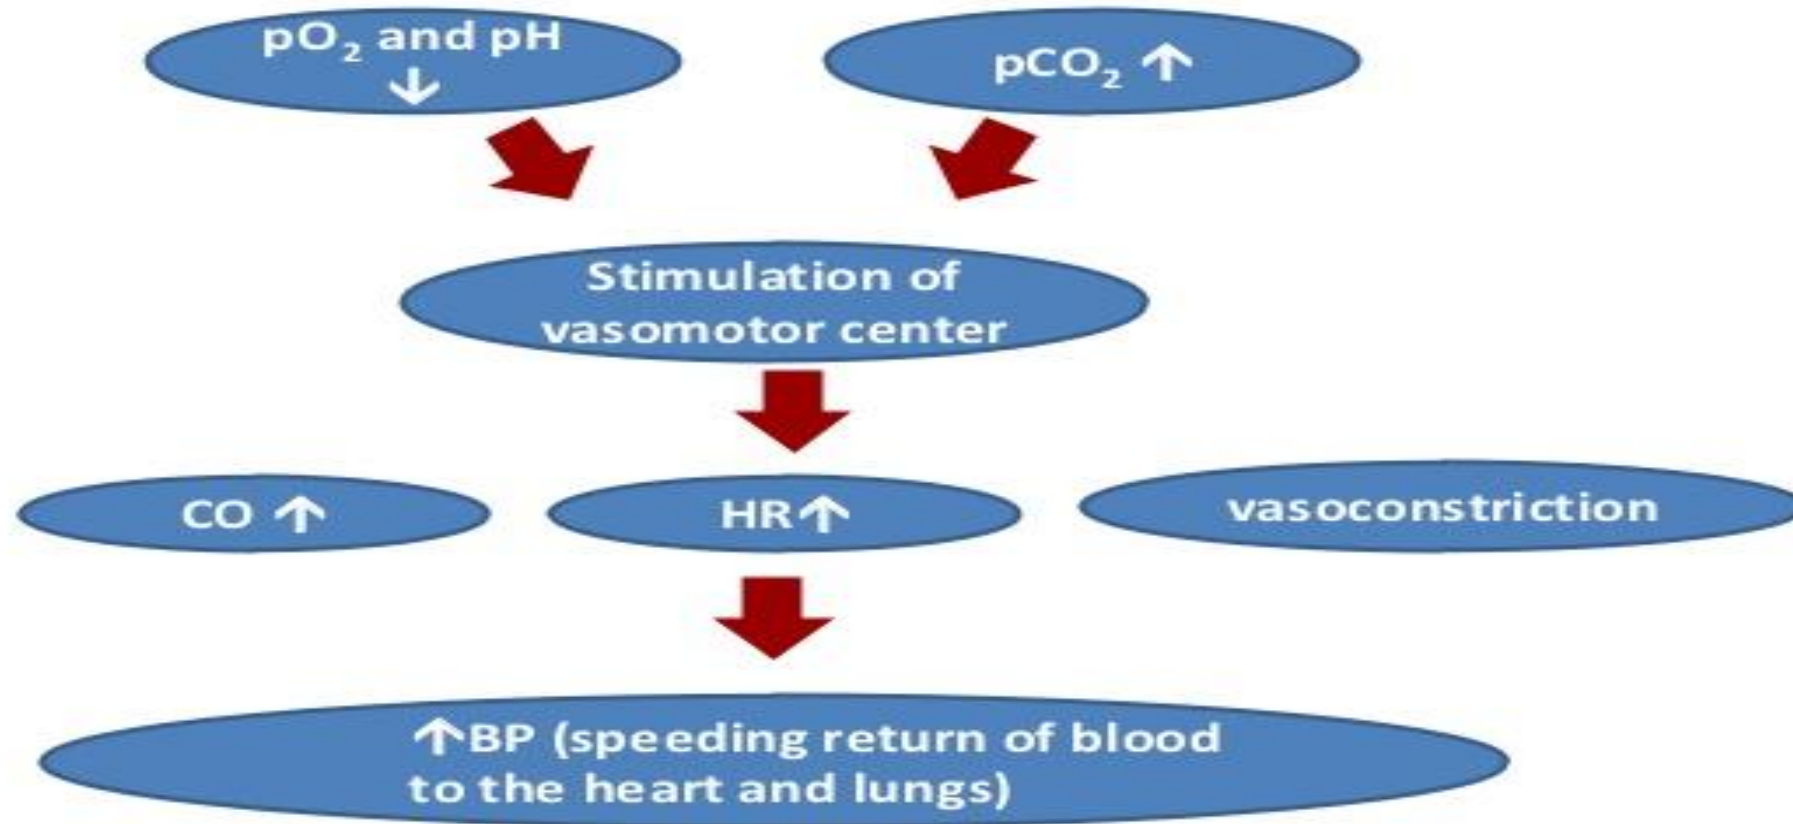 pO₂ and pH
↓
pCO₂ ↑
Stimulation of
vasomotor center
CO ↑
HR↑
vasoconstriction
↑BP (speeding return of blood
to the heart and lungs)